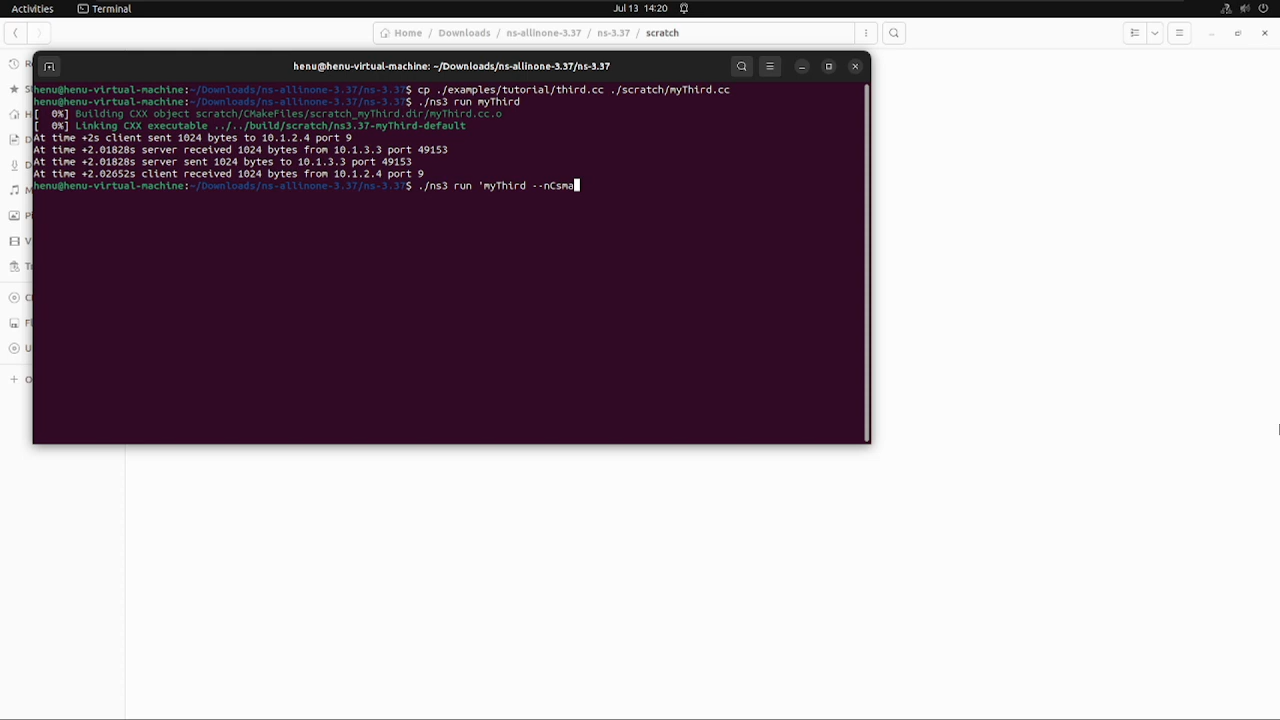 Activities Terminal Jul 13 14:20
Home / Downloads / ns-allinone-3.37 / ns-3.37 / scratch
henu@henu-virtual-machine: ~/Downloads/ns-allinone-3.37/ns-3.37
henu@henu-virtual-machine:~/Downloads/ns-allinone-3.37/ns-3.37$ cp ./examples/tutorial/third.cc ./scratch/myThird.cc
henu@henu-virtual-machine:~/Downloads/ns-allinone-3.37/ns-3.37$ ./ns3 run myThird
[  0%] Building CXX object scratch/CMakeFiles/scratch_myThird.dir/myThird.cc.o
[  0%] Linking CXX executable ../../build/scratch/ns3.37-myThird-default
At time +2s client sent 1024 bytes to 10.1.2.4 port 9
At time +2.01828s server received 1024 bytes from 10.1.3.3 port 49153
At time +2.01828s server sent 1024 bytes to 10.1.3.3 port 49153
At time +2.02652s client received 1024 bytes from 10.1.2.4 port 9
henu@henu-virtual-machine:~/Downloads/ns-allinone-3.37/ns-3.37$ ./ns3 run 'myThird --nCsma